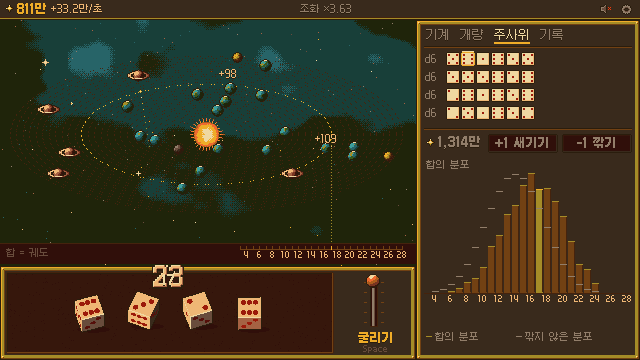 811만 +33.2만/초
조화 ×3.63
+98
+109
합 = 궤도
4 6 8 10 12 14 16 18 20 22 24 26 28
굴리기
Space
기계 개량 주사위 기록
d6
d6
d6
d6
1,314만 +1 새기기 -1 깎기
합의 분포
4 6 8 10 12 14 16 18 20 22 24 26 28
합의 분포 깎지 않은 분포